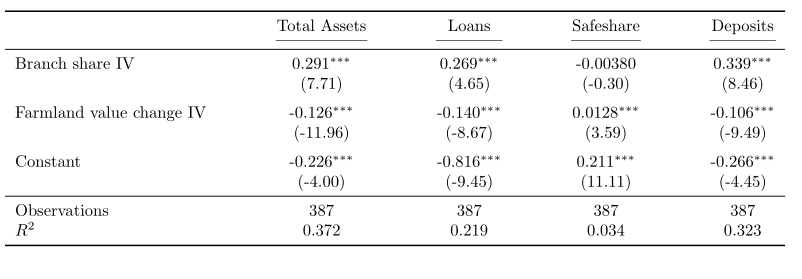 Total Assets Loans Safeshare Deposits
Branch share IV 0.291*** 0.269*** -0.00380 0.339***
(7.71) (4.65) (-0.30) (8.46)
Farmland value change IV -0.126*** -0.140*** 0.0128*** -0.106***
(-11.96) (-8.67) (3.59) (-9.49)
Constant -0.226*** -0.816*** 0.211*** -0.266***
(-4.00) (-9.45) (11.11) (-4.45)
Observations 387 387 387 387
R² 0.372 0.219 0.034 0.323